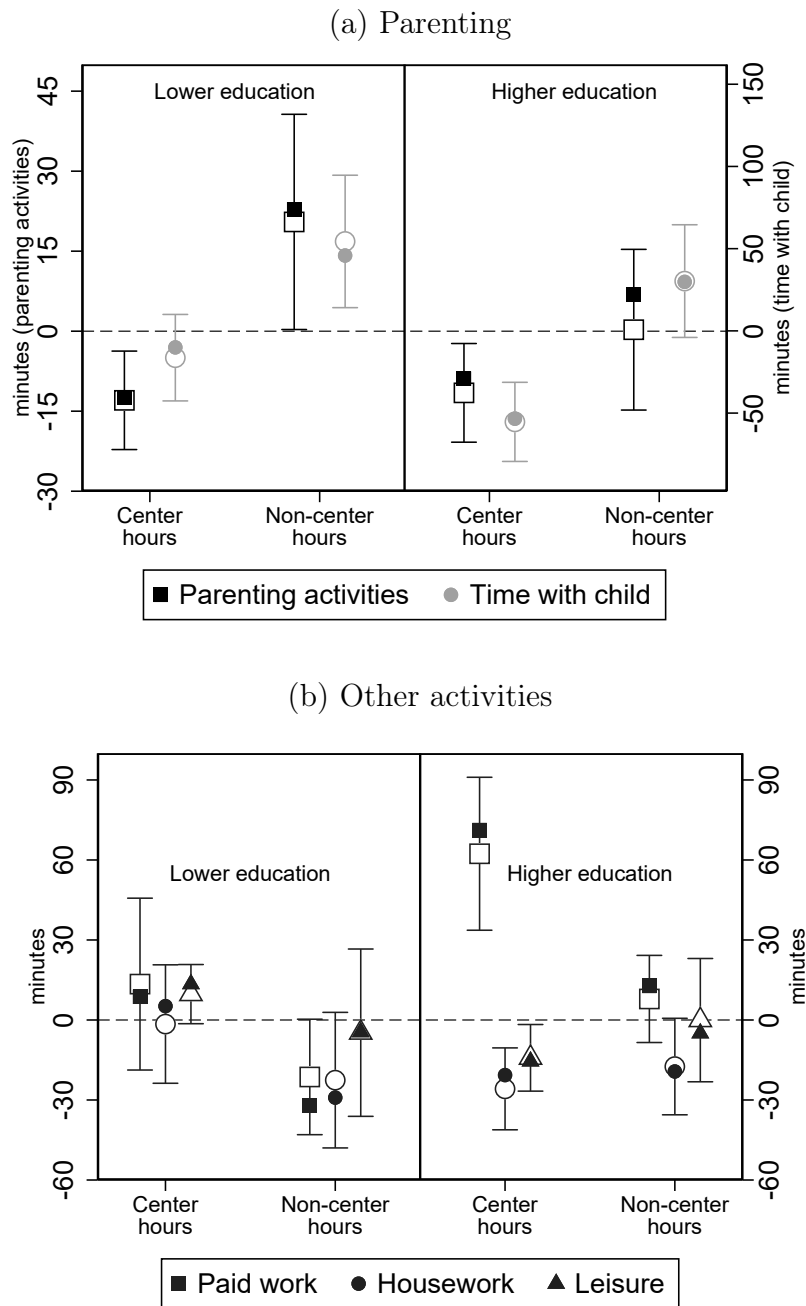 (a) Parenting
Lower education
Higher education
minutes (parenting activities)
45
30
15
0
-15
-30
minutes (time with child)
150
100
50
0
-50
Center hours
Non-center hours
Center hours
Non-center hours
Parenting activities
Time with child
(b) Other activities
Lower education
Higher education
minutes
90
60
30
0
-30
-60
minutes
90
60
30
0
-30
-60
Center hours
Non-center hours
Center hours
Non-center hours
Paid work
Housework
Leisure